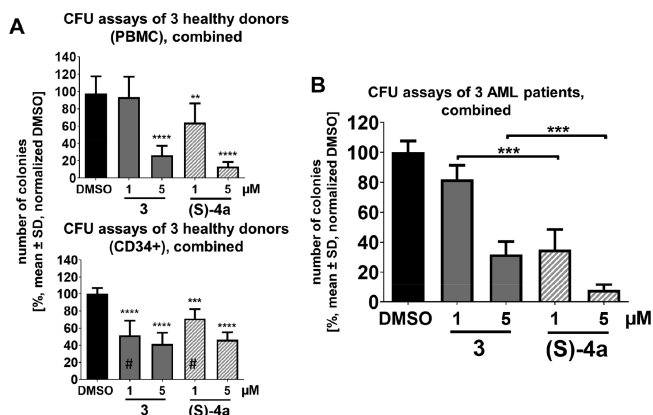 A
CFU assays of 3 healthy donors
(PBMC), combined
number of colonies
[%, mean ± SD, normalized DMSO]
140
120
100
80
60
40
20
0
****
**
****
DMSO 1 5 1 5 µM
3 (S)-4a
CFU assays of 3 healthy donors
(CD34+), combined
140
120
100
80
60
40
20
0
****
****
***
****
# #
DMSO 1 5 1 5 µM
3 (S)-4a
B
CFU assays of 3 AML patients,
combined
number of colonies
[%, mean ± SD, normalized DMSO]
120
100
80
60
40
20
0
***
***
DMSO 1 5 1 5 µM
3 (S)-4a